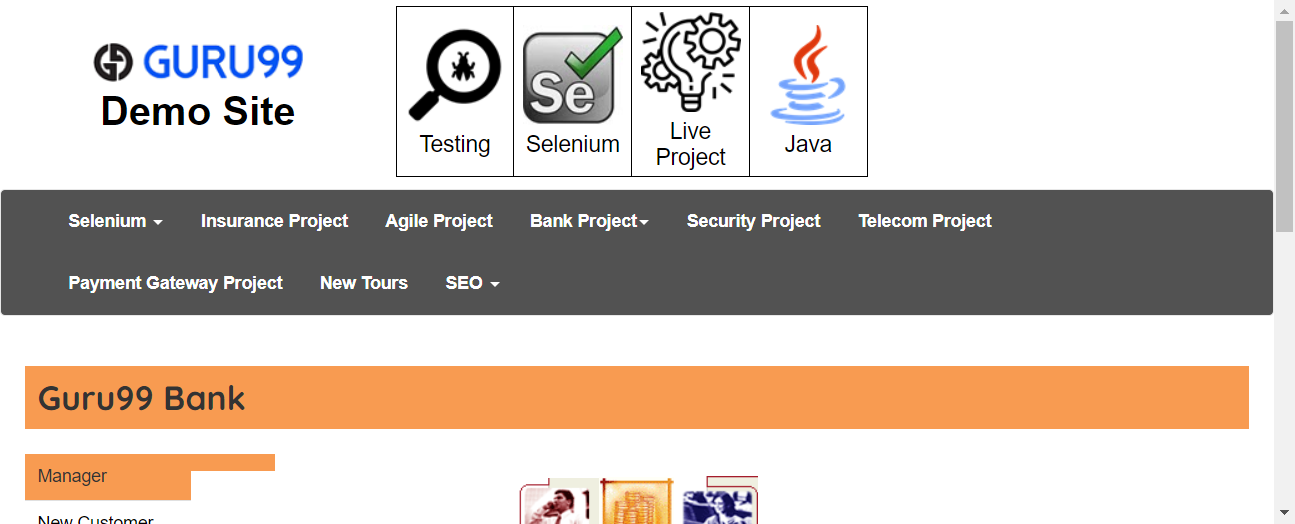 GURU99
Demo Site
Se
Testing
Selenium
Live
Project
Java
Selenium
Insurance Project
Agile Project
Bank Project
Security Project
Telecom Project
Payment Gateway Project
New Tours
SEO
Guru99 Bank
Manager
New Customer